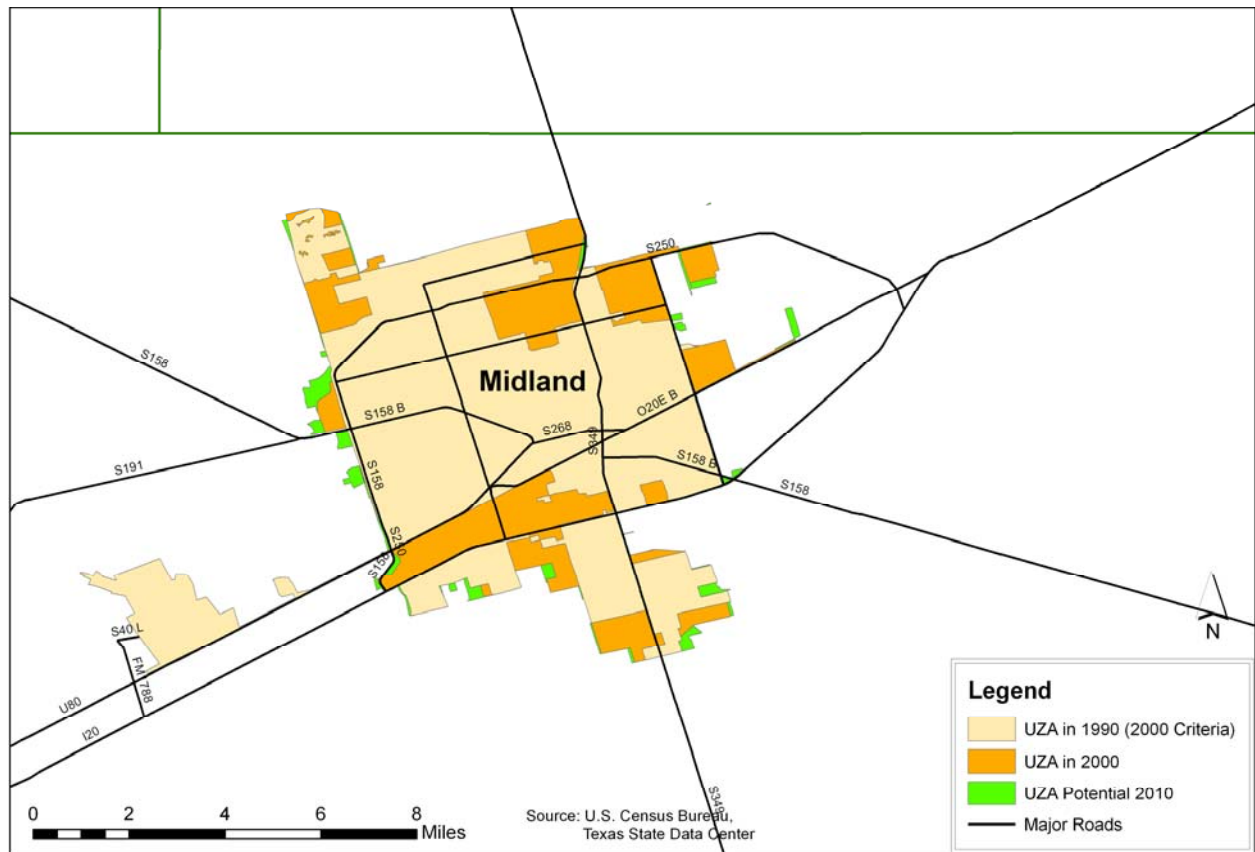 S250
S158
Midland
O20E B
S158 B
S268
S349
S191
S158 B
S158
S158
S250
S158
S40 L
FM 1788
U80
I20
S349
N
Legend
UZA in 1990 (2000 Criteria)
UZA in 2000
UZA Potential 2010
Major Roads
0 2 4 6 8
Miles
Source: U.S. Census Bureau,
Texas State Data Center